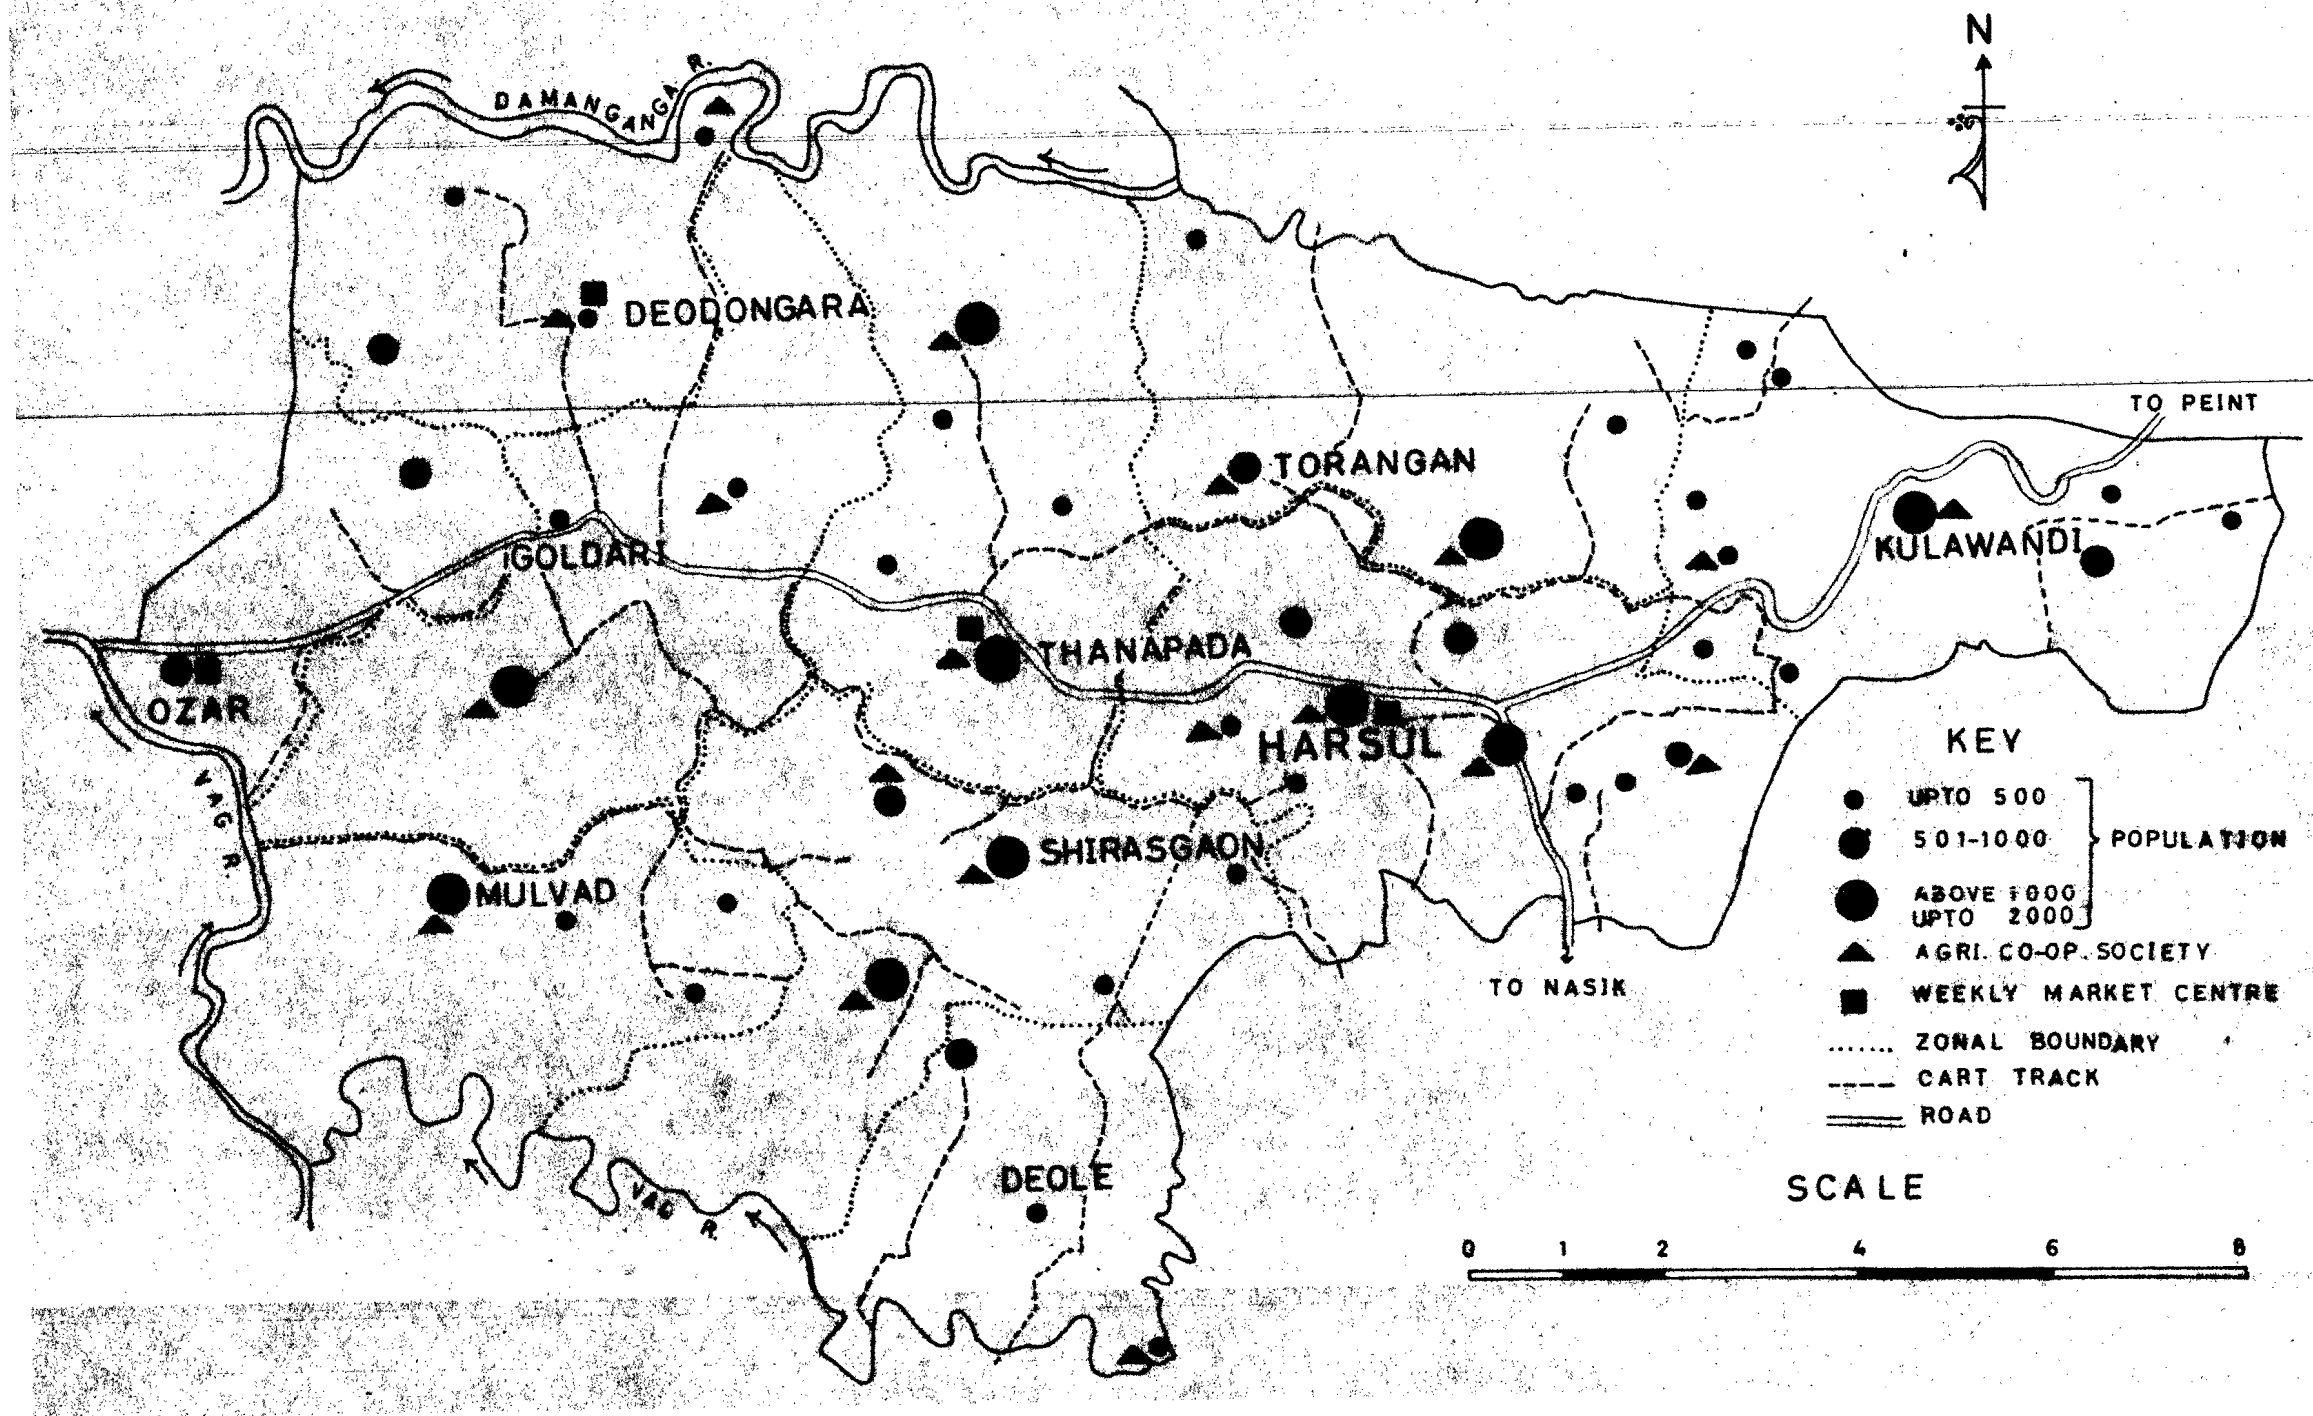 N
DAMANGANGA R.
DEODONGARA
TO PEINT
TORANGAN
KULAWANDI
GOLDARI
THANAPADA
OZAR
HARSUL
VAG R
SHIRASGAON
MULVAD
TO NASIK
DEOLE
VAG R.
KEY
UPTO 500
501-1000
POPULATION
ABOVE 1000
UPTO 2000
AGRI. CO-OP. SOCIETY
WEEKLY MARKET CENTRE
ZONAL BOUNDARY
CART TRACK
ROAD
SCALE
0 1 2 4 6 8